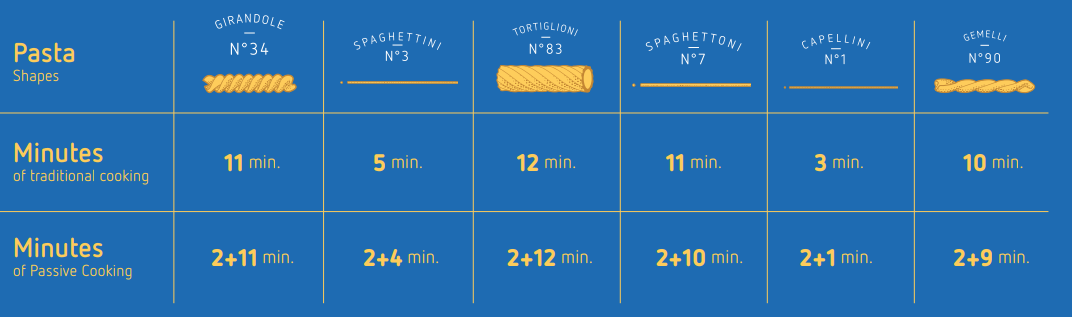 Pasta
Shapes
GIRANDOLE
N°34
SPAGHETTINI
N°3
TORTIGLIONI
N°83
SPAGHETTONI
N°7
CAPELLINI
N°1
GEMELLI
N°90
Minutes
of traditional cooking
11 min.
5 min.
12 min.
11 min.
3 min.
10 min.
Minutes
of Passive Cooking
2+11 min.
2+4 min.
2+12 min.
2+10 min.
2+1 min.
2+9 min.